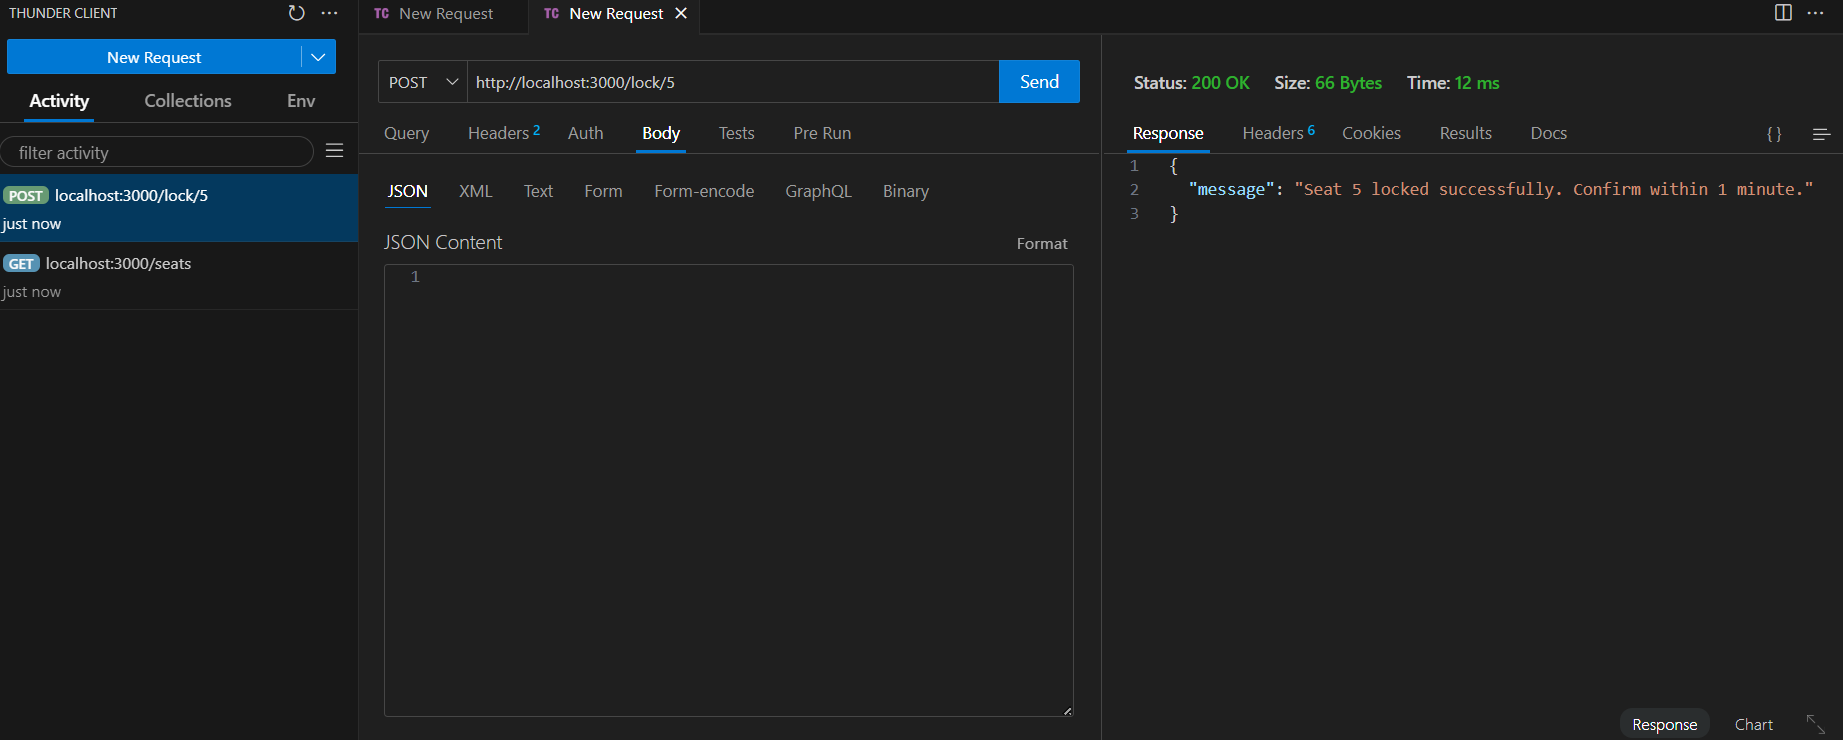 THUNDER CLIENT
New Request
Activity Collections Env
filter activity
POST localhost:3000/lock/5
just now
GET localhost:3000/seats
just now
TC New Request TC New Request
POST http://localhost:3000/lock/5 Send
Query Headers 2 Auth Body Tests Pre Run
JSON XML Text Form Form-encode GraphQL Binary
JSON Content Format
1
Status: 200 OK Size: 66 Bytes Time: 12 ms
Response Headers 6 Cookies Results Docs { }
1 {
2 "message": "Seat 5 locked successfully. Confirm within 1 minute."
3 }
Response Chart